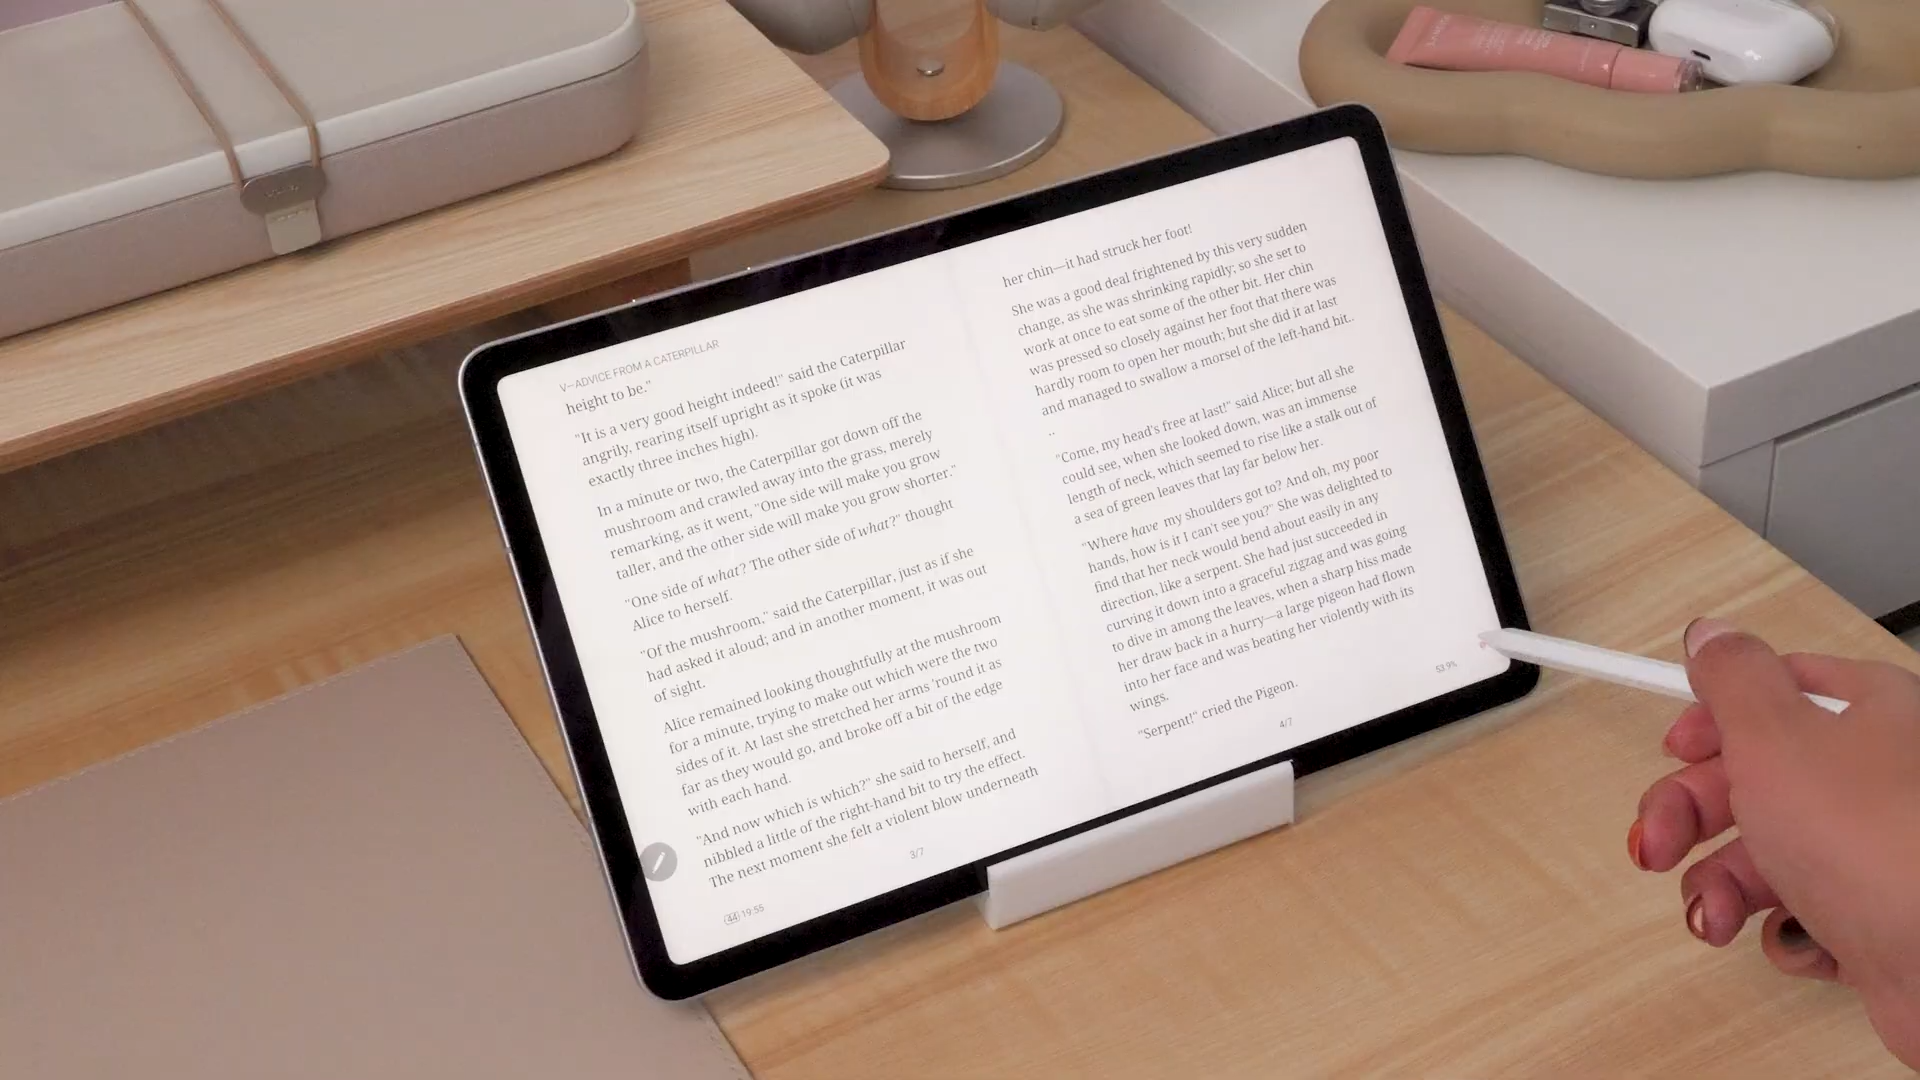 V—ADVICE FROM A CATERPILLAR
height to be."
"It is a very good height indeed!" said the Caterpillar
angrily, rearing itself upright as it spoke (it was
exactly three inches high).
In a minute or two, the Caterpillar got down off the
mushroom and crawled away into the grass, merely
remarking, as it went, "One side will make you grow
taller, and the other side will make you grow shorter."
"One side of what? The other side of what?" thought
Alice to herself.
"Of the mushroom," said the Caterpillar, just as if she
had asked it aloud; and in another moment, it was out
of sight.
Alice remained looking thoughtfully at the mushroom
for a minute, trying to make out which were the two
sides of it. At last she stretched her arms 'round it as
far as they would go, and broke off a bit of the edge
with each hand.
"And now which is which?" she said to herself, and
nibbled a little of the right-hand bit to try the effect.
The next moment she felt a violent blow underneath
3/7
44 19:55
her chin—it had struck her foot!
She was a good deal frightened by this very sudden
change, as she was shrinking rapidly; so she set to
work at once to eat some of the other bit. Her chin
was pressed so closely against her foot that there was
hardly room to open her mouth; but she did it at last
and managed to swallow a morsel of the left-hand bit..
..
"Come, my head's free at last!" said Alice; but all she
could see, when she looked down, was an immense
length of neck, which seemed to rise like a stalk out of
a sea of green leaves that lay far below her.
"Where have my shoulders got to? And oh, my poor
hands, how is it I can't see you?" She was delighted to
find that her neck would bend about easily in any
direction, like a serpent. She had just succeeded in
curving it down into a graceful zigzag and was going
to dive in among the leaves, when a sharp hiss made
her draw back in a hurry—a large pigeon had flown
into her face and was beating her violently with its
wings.
"Serpent!" cried the Pigeon.
4/7
53.9%